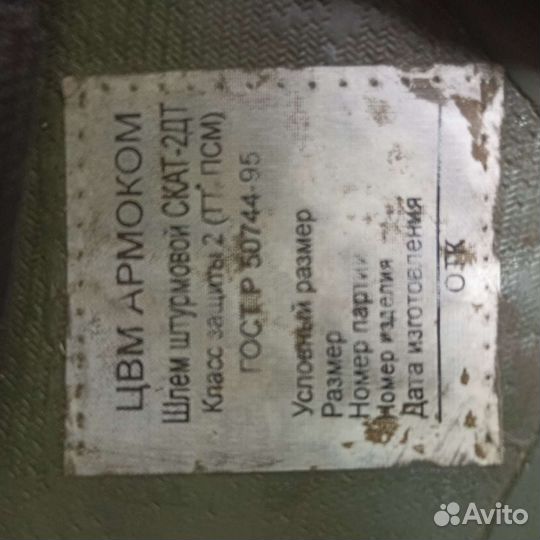 ЦВМ АРМОКОМ
Шлем штурмовой СКАТ-2ДТ
Класс защиты 2 (ТТ, ПСМ)
ГОСТ Р 50744-95
Условный размер
Размер
Номер партии
Номер изделия
Дата изготовления
ОТК
Avito